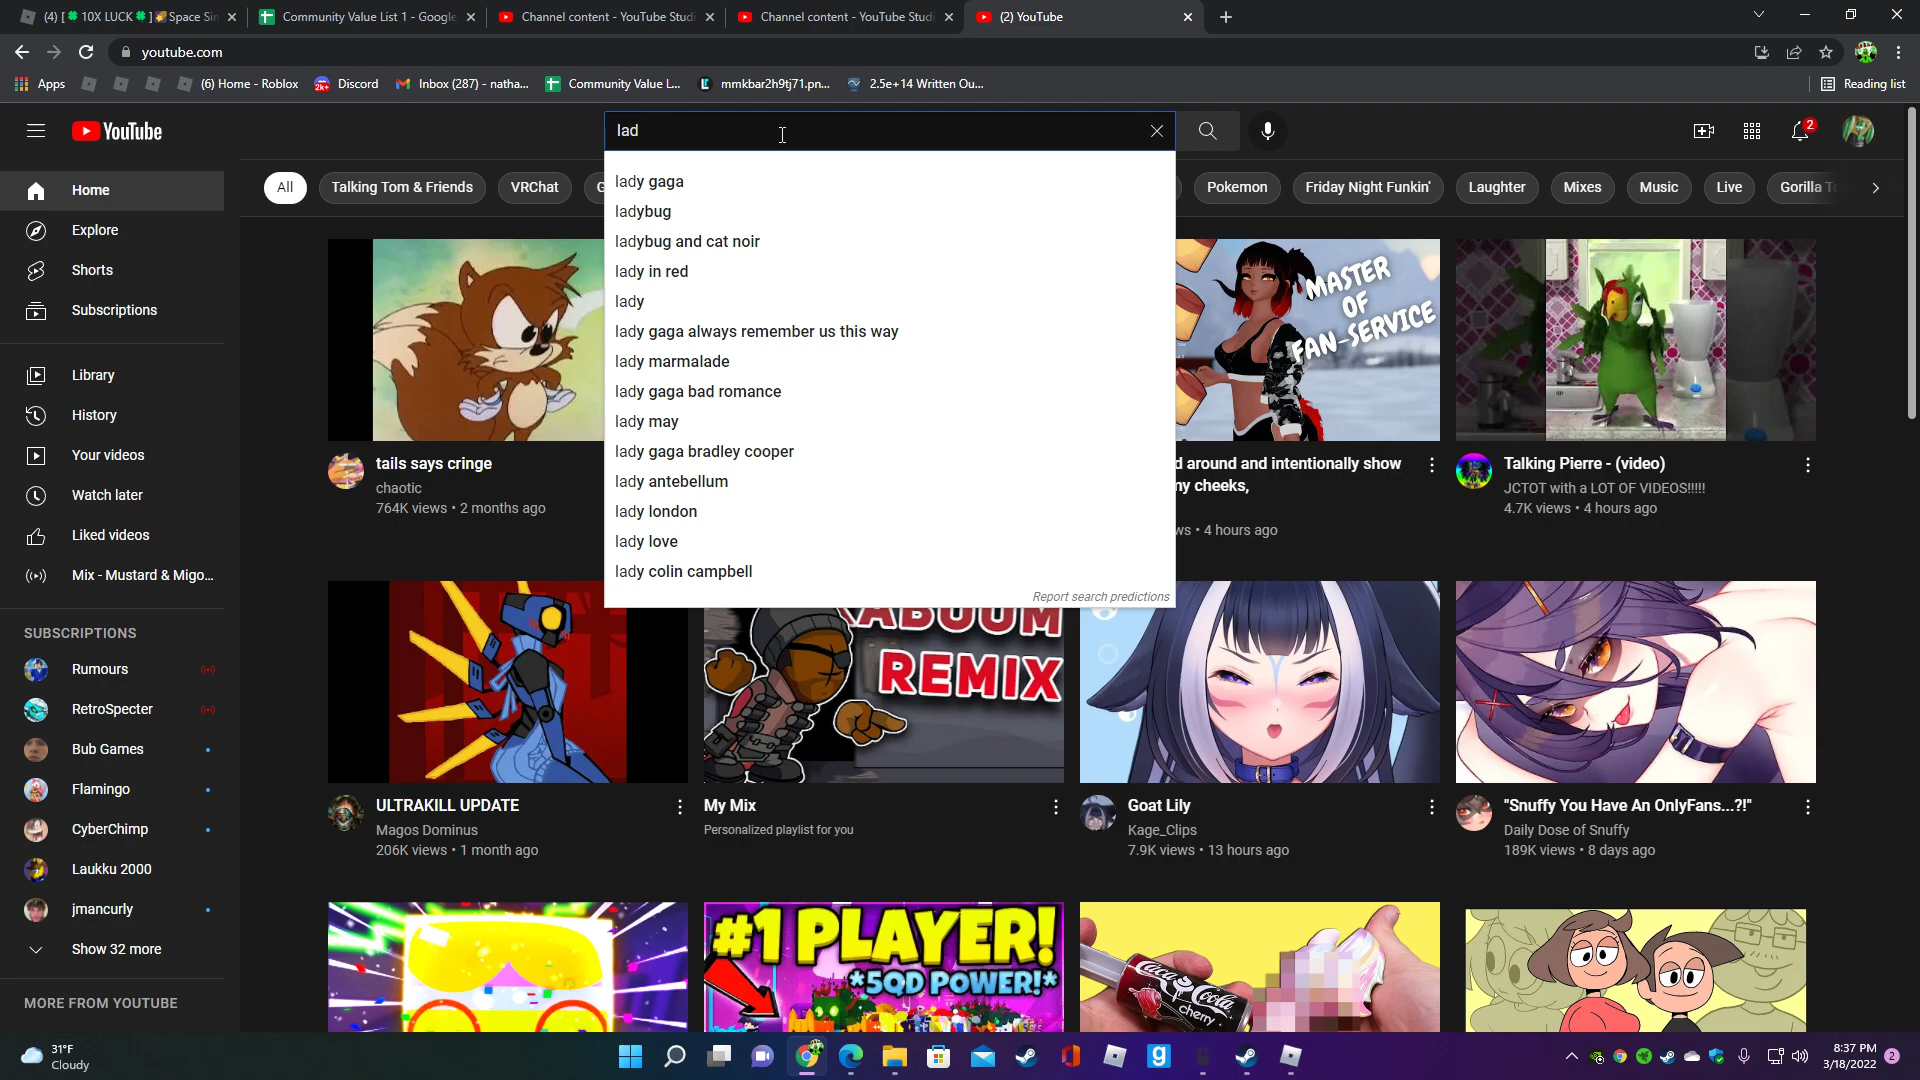 (4) [🍀 10X LUCK🍀]🌠Space Sin
Community Value List 1 - Google
Channel content - YouTube Studi
Channel content - YouTube Studi
(2) YouTube
youtube.com
Apps
(6) Home - Roblox
Discord
Inbox (287) - natha...
Community Value L...
mmkbar2h9tj71.pn...
2.5e+14 Written Ou...
Reading list
YouTube
lad
2
All
Talking Tom & Friends
VRChat
Pokemon
Friday Night Funkin'
Laughter
Mixes
Music
Live
Gorilla
lady gaga
ladybug
ladybug and cat noir
lady in red
lady
lady gaga always remember us this way
lady marmalade
lady gaga bad romance
lady may
lady gaga bradley cooper
lady antebellum
lady london
lady love
lady colin campbell
Report search predictions
Home
Explore
Shorts
Subscriptions
Library
History
Your videos
Watch later
Liked videos
Mix - Mustard & Migo...
SUBSCRIPTIONS
Rumours
RetroSpecter
Bub Games
Flamingo
CyberChimp
Laukku 2000
jmancurly
Show 32 more
MORE FROM YOUTUBE
tails says cringe
chaotic
764K views • 2 months ago
MASTER
OF
FAN-SERVICE
d around and intentionally show
my cheeks,
ws • 4 hours ago
Talking Pierre - (video)
JCTOT with a LOT OF VIDEOS!!!!!
4.7K views • 4 hours ago
ULTRAKILL UPDATE
Magos Dominus
206K views • 1 month ago
KABOOM
REMIX
My Mix
Personalized playlist for you
Goat Lily
Kage_Clips
7.9K views • 13 hours ago
"Snuffy You Have An OnlyFans...?!"
Daily Dose of Snuffy
189K views • 8 days ago
#1 PLAYER!
*5QD POWER!*
CacaCoola
cherry
31°F
Cloudy
8:37 PM
3/18/2022
2